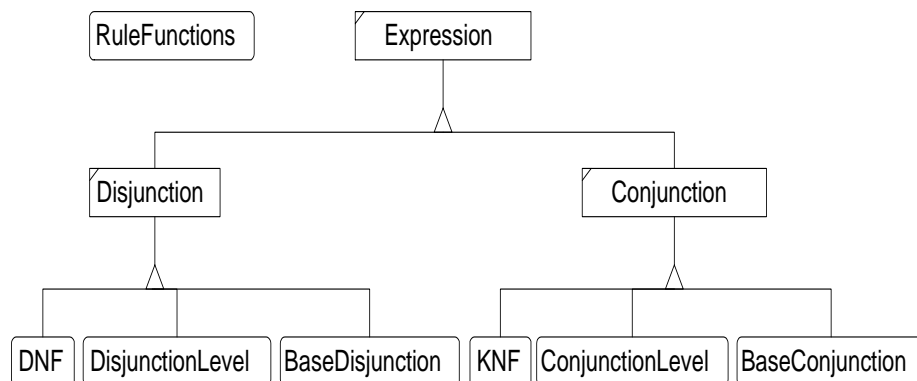 RuleFunctions
Expression
Disjunction
Conjunction
DNF
DisjunctionLevel
BaseDisjunction
KNF
ConjunctionLevel
BaseConjunction